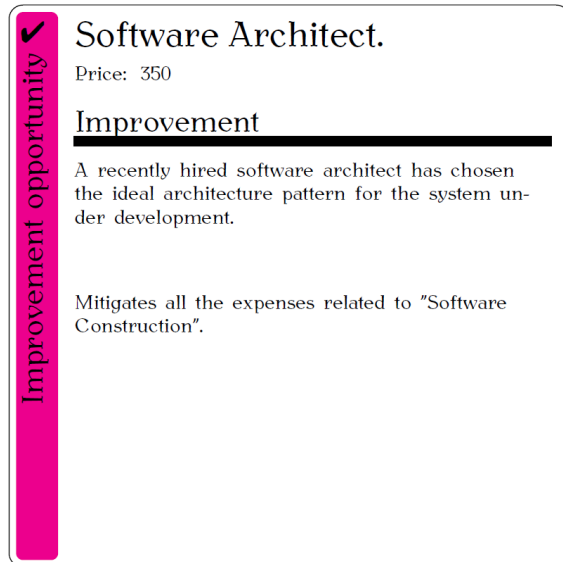 Improvement opportunity ✔
Software Architect.
Price: 350
Improvement
A recently hired software architect has chosen
the ideal architecture pattern for the system un-
der development.
Mitigates all the expenses related to "Software
Construction".